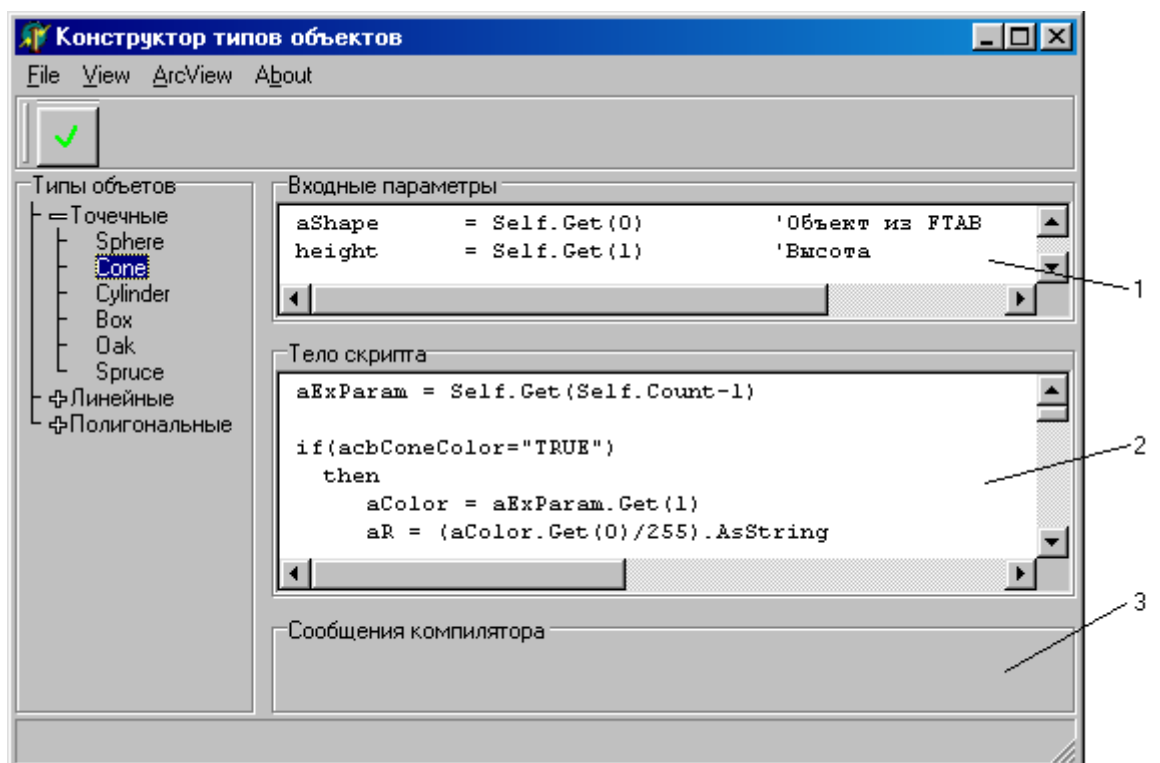 Конструктор типов объектов
File View ArcView About
Типы объетов
Точечные
Sphere
Cone
Cylinder
Box
Oak
Spruce
Линейные
Полигональные
Входные параметры
aShape = Self.Get(0) 'Объект из FTAB
height = Self.Get(1) 'Высота
1
Тело скрипта
aExParam = Self.Get(Self.Count-1)
if(acbConeColor="TRUE")
then
aColor = aExParam.Get(1)
aR = (aColor.Get(0)/255).AsString
2
Сообщения компилятора
3